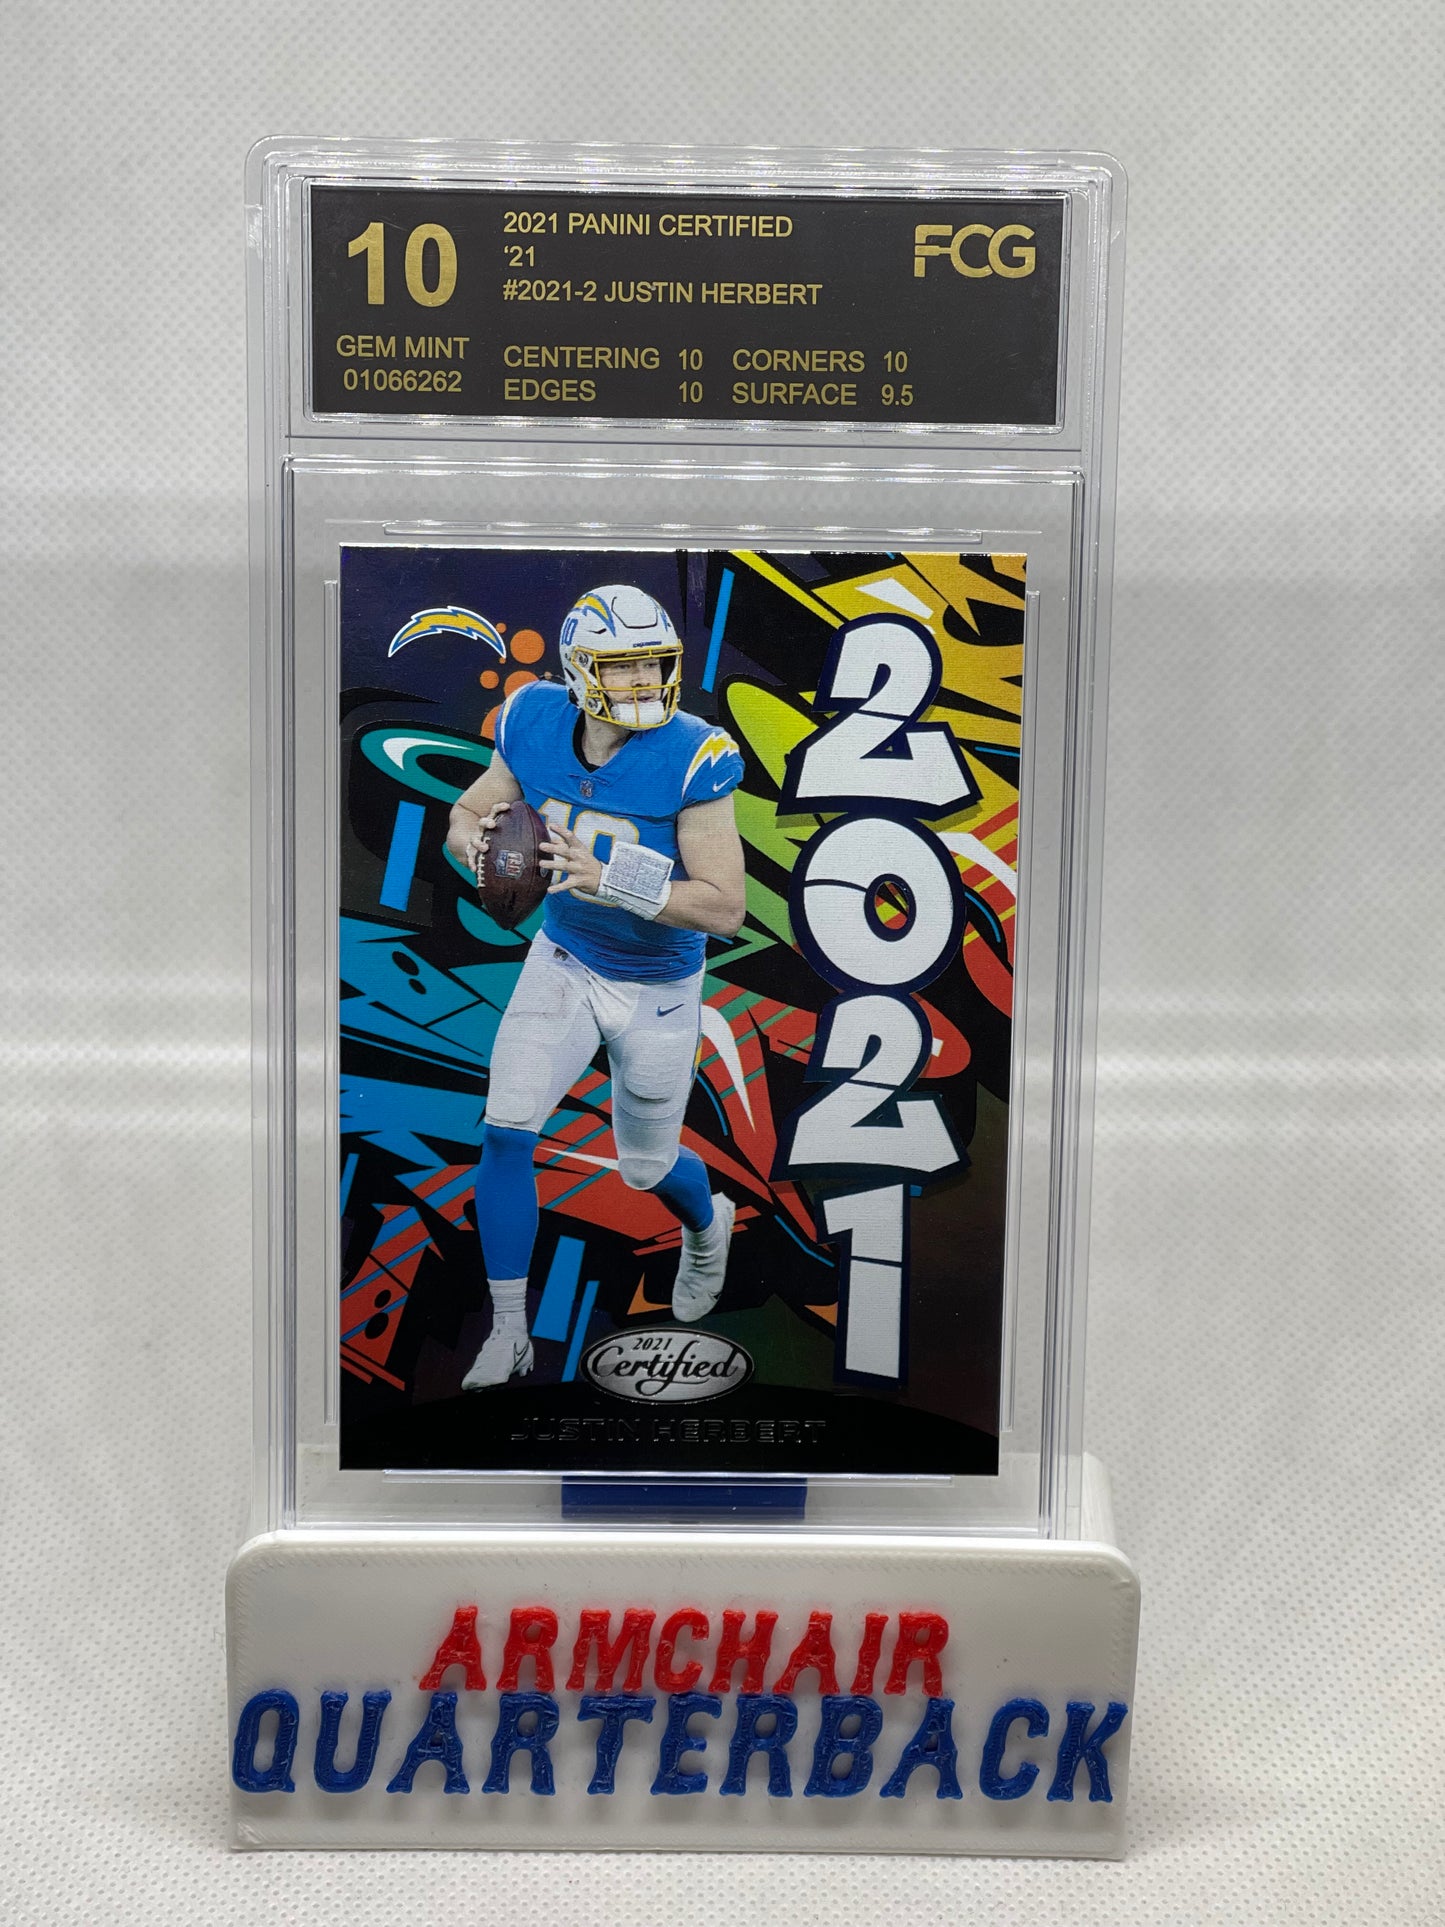 10
GEM MINT
01066262
2021 PANINI CERTIFIED
‘21
#2021-2 JUSTIN HERBERT
CENTERING 10 CORNERS 10
EDGES 10 SURFACE 9.5
FCG
2021
10
2021
Certified
JUSTIN HERBERT
ARMCHAIR
QUARTERBACK